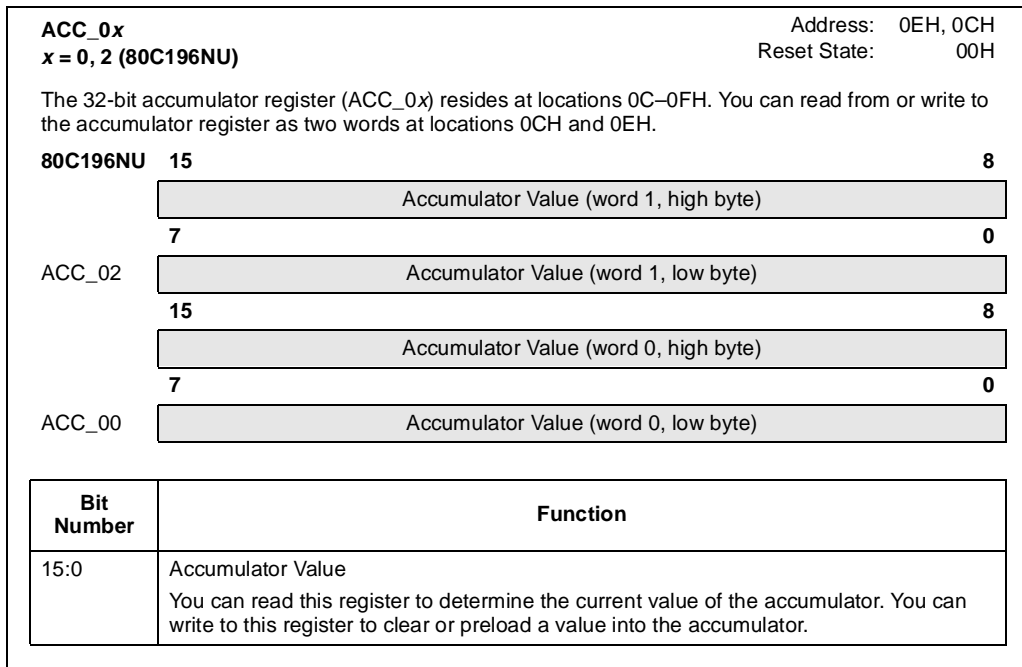 ACC_0x Address: 0EH, 0CH
x = 0, 2 (80C196NU) Reset State: 00H
The 32-bit accumulator register (ACC_0x) resides at locations 0C–0FH. You can read from or write to
the accumulator register as two words at locations 0CH and 0EH.
80C196NU 15 8
Accumulator Value (word 1, high byte)
7 0
ACC_02 Accumulator Value (word 1, low byte)
15 8
Accumulator Value (word 0, high byte)
7 0
ACC_00 Accumulator Value (word 0, low byte)
Bit
Number
Function
15:0 Accumulator Value
You can read this register to determine the current value of the accumulator. You can
write to this register to clear or preload a value into the accumulator.